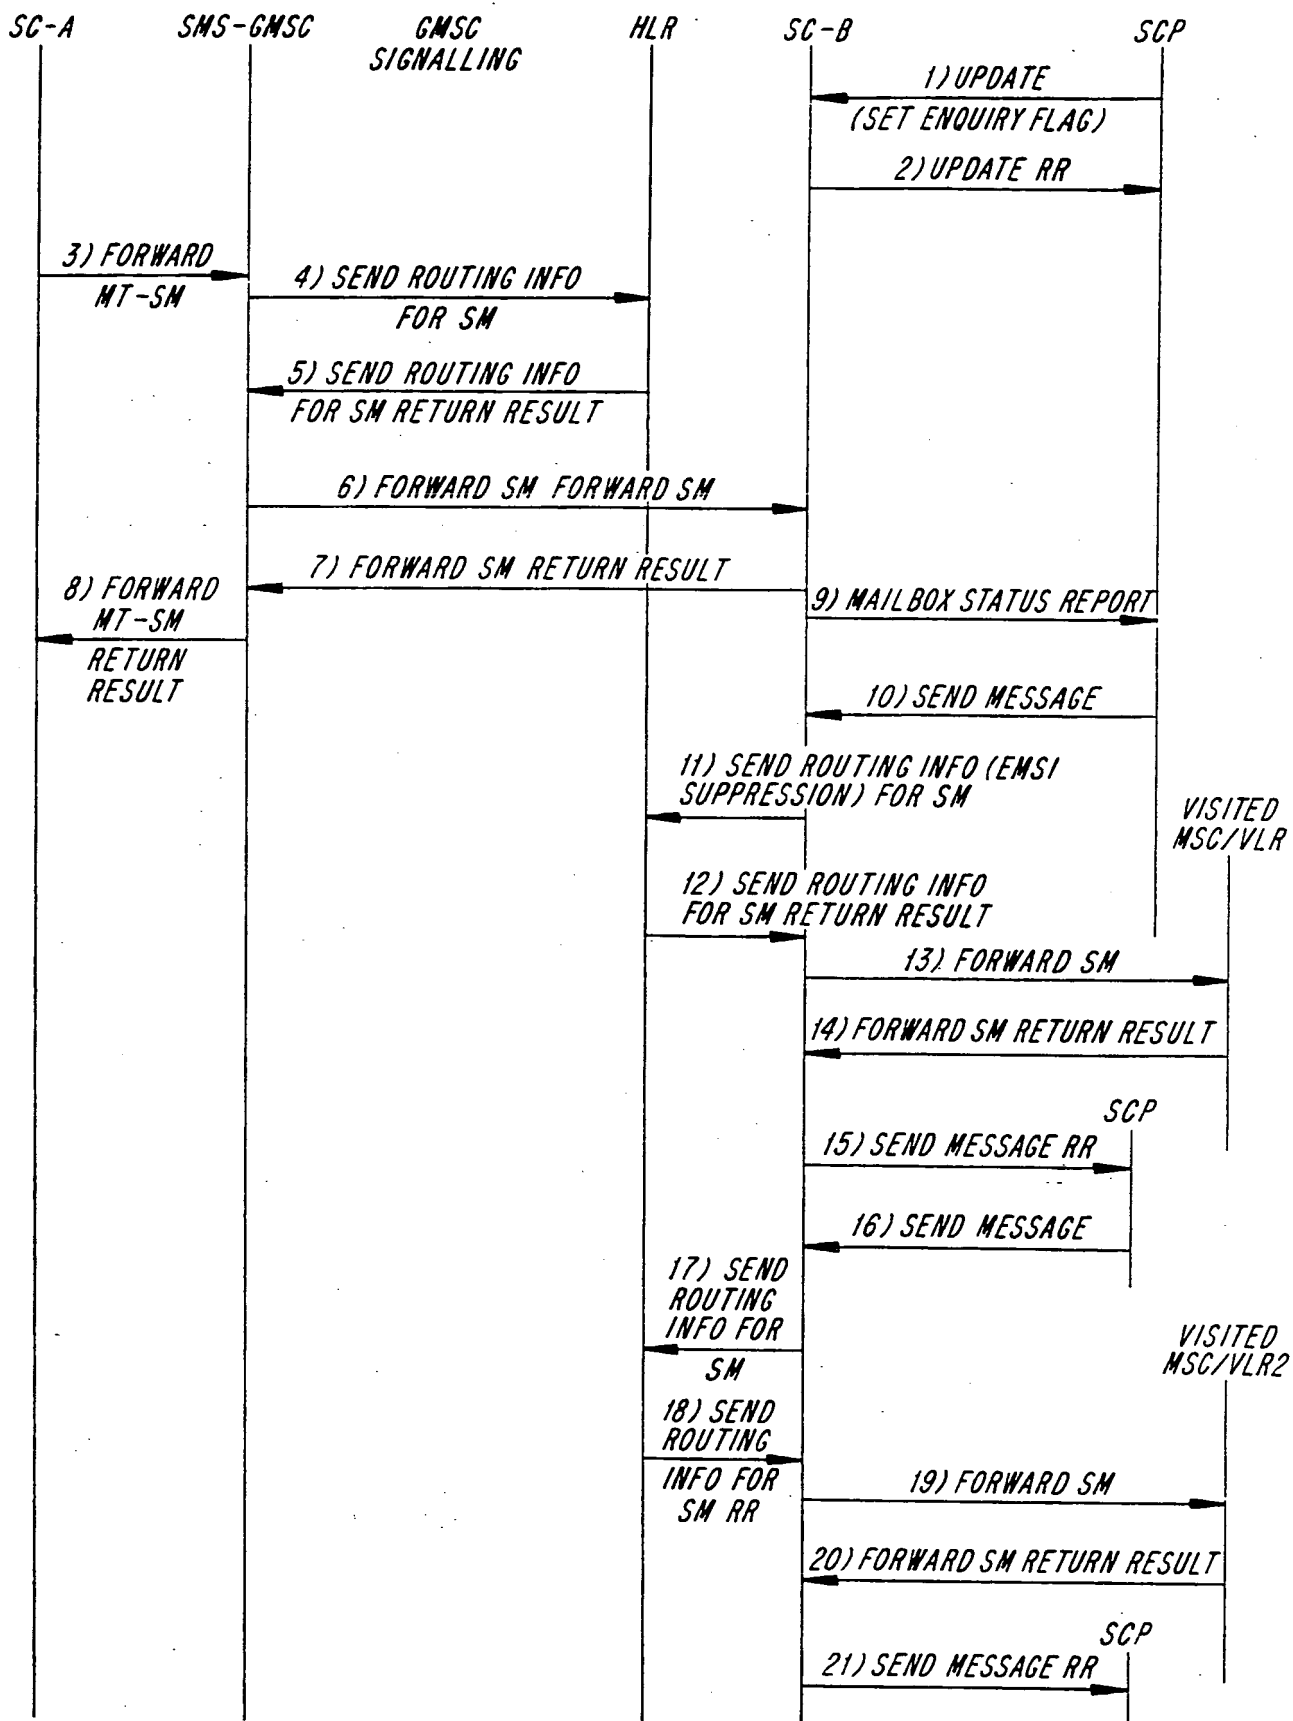 SC-A
SMS-GMSC
GMSC
SIGNALLING
HLR
SC-B
SCP
1) UPDATE
(SET ENQUIRY FLAG)
2) UPDATE RR
3) FORWARD
MT-SM
4) SEND ROUTING INFO
FOR SM
5) SEND ROUTING INFO
FOR SM RETURN RESULT
6) FORWARD SM FORWARD SM
7) FORWARD SM RETURN RESULT
8) FORWARD
MT-SM
RETURN
RESULT
9) MAILBOX STATUS REPORT
10) SEND MESSAGE
11) SEND ROUTING INFO (EMSI
SUPPRESSION) FOR SM
VISITED
MSC/VLR
12) SEND ROUTING INFO
FOR SM RETURN RESULT
13) FORWARD SM
14) FORWARD SM RETURN RESULT
SCP
15) SEND MESSAGE RR
16) SEND MESSAGE
17) SEND
ROUTING
INFO FOR
SM
VISITED
MSC/VLR2
18) SEND
ROUTING
INFO FOR
SM RR
19) FORWARD SM
20) FORWARD SM RETURN RESULT
SCP
21) SEND MESSAGE RR